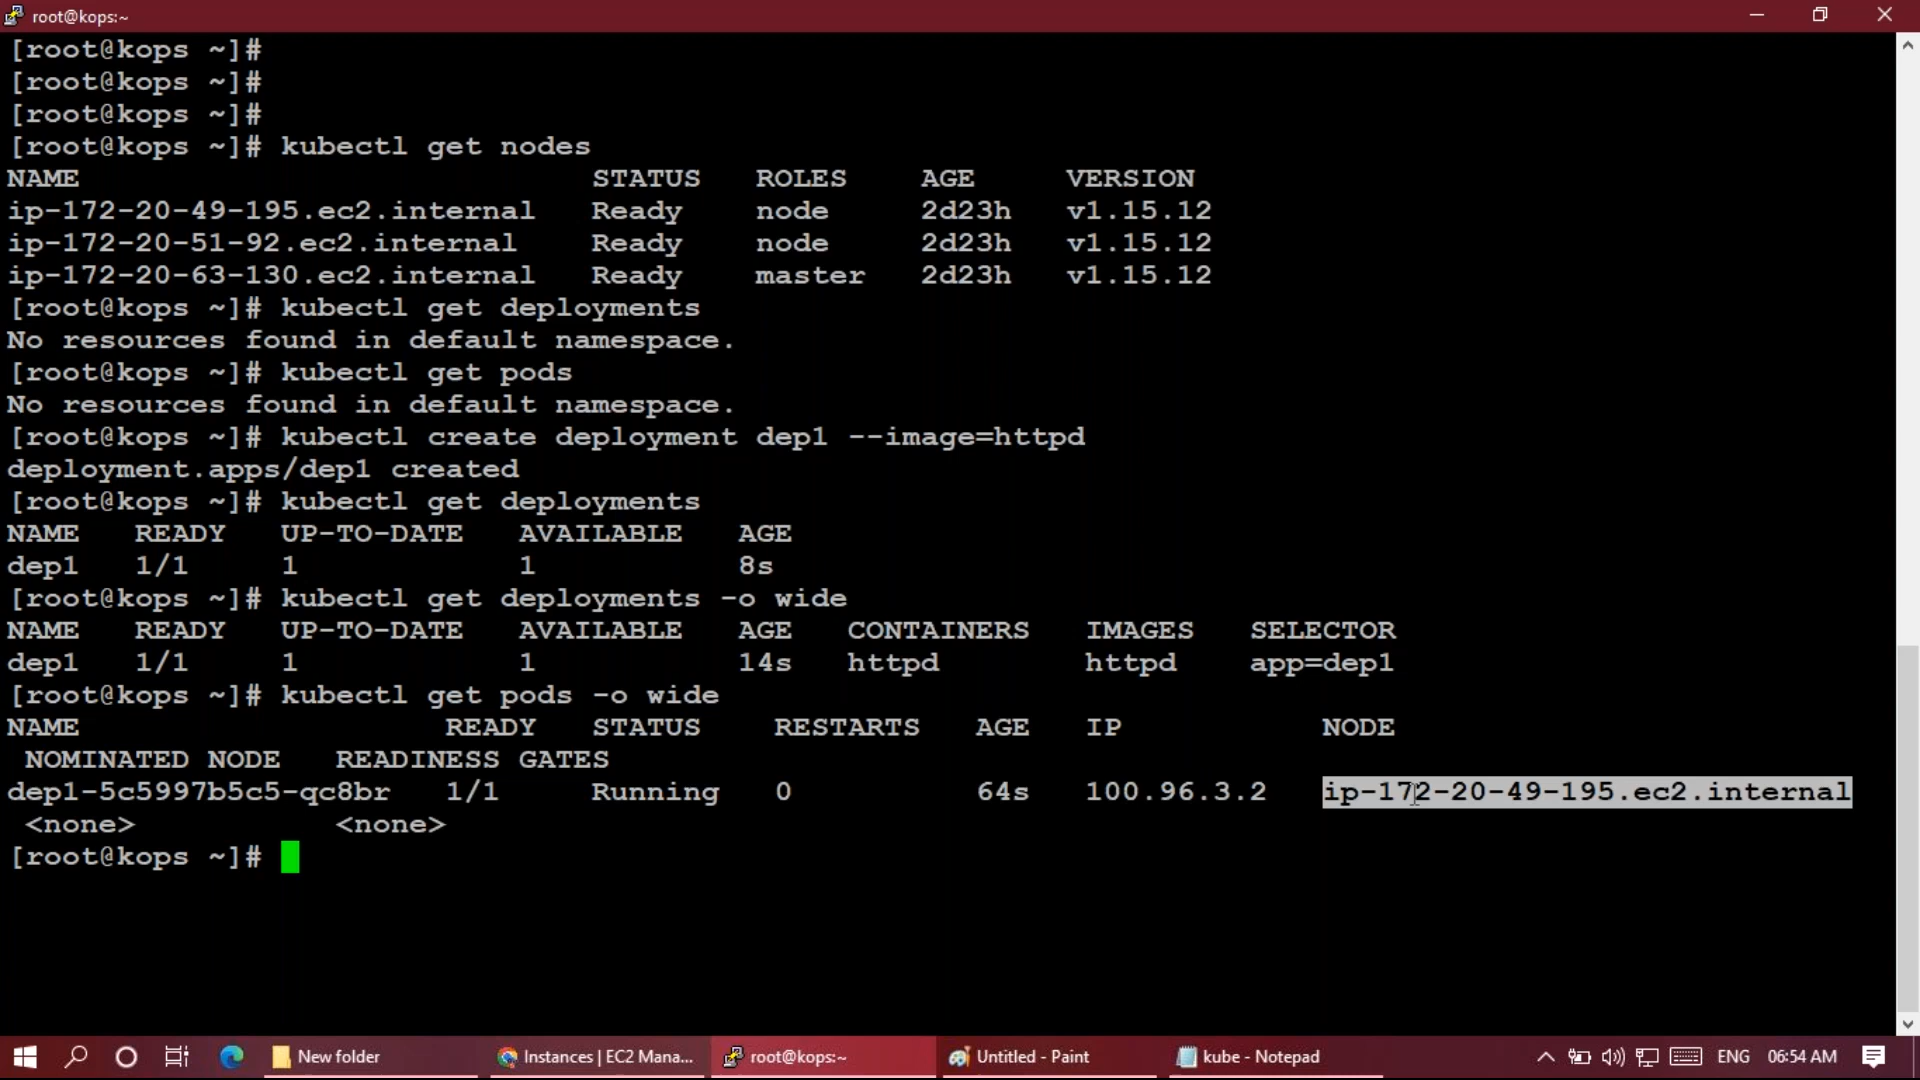 root@kops:~
[root@kops ~]#
[root@kops ~]#
[root@kops ~]#
[root@kops ~]# kubectl get nodes
NAME STATUS ROLES AGE VERSION
ip-172-20-49-195.ec2.internal Ready node 2d23h v1.15.12
ip-172-20-51-92.ec2.internal Ready node 2d23h v1.15.12
ip-172-20-63-130.ec2.internal Ready master 2d23h v1.15.12
[root@kops ~]# kubectl get deployments
No resources found in default namespace.
[root@kops ~]# kubectl get pods
No resources found in default namespace.
[root@kops ~]# kubectl create deployment dep1 --image=httpd
deployment.apps/dep1 created
[root@kops ~]# kubectl get deployments
NAME READY UP-TO-DATE AVAILABLE AGE
dep1 1/1 1 1 8s
[root@kops ~]# kubectl get deployments -o wide
NAME READY UP-TO-DATE AVAILABLE AGE CONTAINERS IMAGES SELECTOR
dep1 1/1 1 1 14s httpd httpd app=dep1
[root@kops ~]# kubectl get pods -o wide
NAME READY STATUS RESTARTS AGE IP NODE
NOMINATED NODE READINESS GATES
dep1-5c5997b5c5-qc8br 1/1 Running 0 64s 100.96.3.2 ip-172-20-49-195.ec2.internal
<none> <none>
[root@kops ~]#
New folder Instances | EC2 Mana... root@kops:~ Untitled - Paint kube - Notepad ENG 06:54 AM